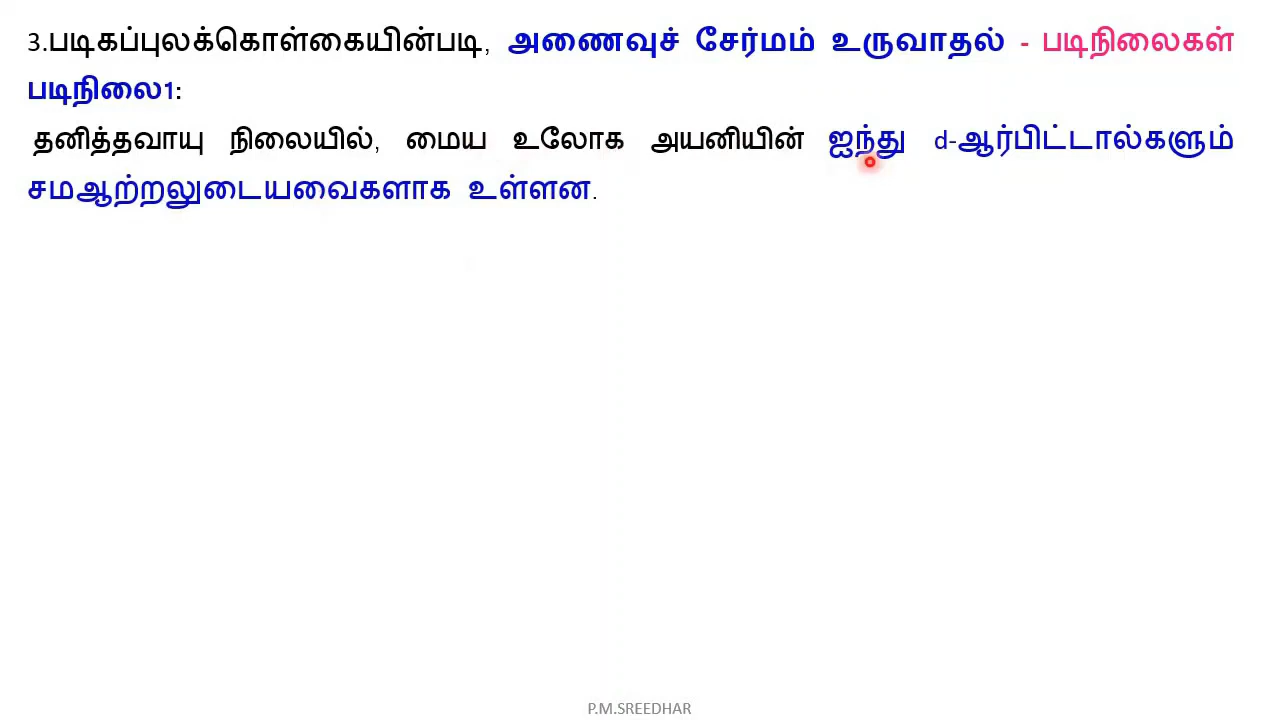 3.படிகப்புலக்கொள்கையின்படி, அணைவுச் சேர்மம் உருவாதல் - படிநிலைகள்
படிநிலை1:
தனித்தவாயு நிலையில், மைய உலோக அயனியின் ஐந்து d-ஆர்பிட்டால்களும்
சமஆற்றலுடையவைகளாக உள்ளன.
P.M.SREEDHAR